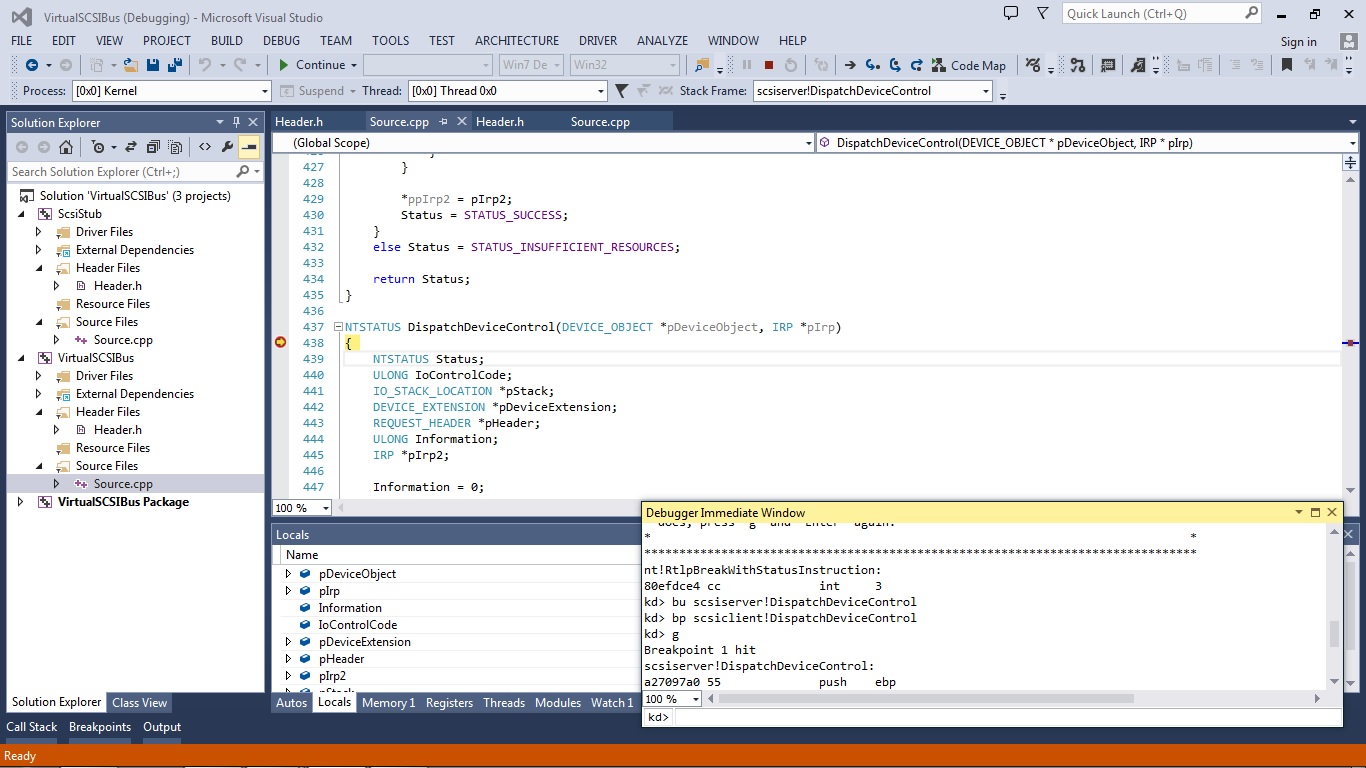 VirtualSCSIBus (Debugging) - Microsoft Visual Studio
Quick Launch (Ctrl+Q)
FILE EDIT VIEW PROJECT BUILD DEBUG TEAM TOOLS TEST ARCHITECTURE DRIVER ANALYZE WINDOW HELP
Sign in
Continue Win7 De Win32 Code Map
Process: [0x0] Kernel Suspend Thread: [0x0] Thread 0x0 Stack Frame: scsiserver!DispatchDeviceControl
Solution Explorer
Search Solution Explorer (Ctrl+;)
Solution 'VirtualSCSIBus' (3 projects)
ScsiStub
Driver Files
External Dependencies
Header Files
Header.h
Resource Files
Source Files
Source.cpp
VirtualSCSIBus
Driver Files
External Dependencies
Header Files
Header.h
Resource Files
Source Files
Source.cpp
VirtualSCSIBus Package
Solution Explorer Class View
Header.h Source.cpp Header.h Source.cpp
(Global Scope) DispatchDeviceControl(DEVICE_OBJECT * pDeviceObject, IRP * pIrp)
427 }
428
429 *ppIrp2 = pIrp2;
430 Status = STATUS_SUCCESS;
431 }
432 else Status = STATUS_INSUFFICIENT_RESOURCES;
433
434 return Status;
435 }
436
437 NTSTATUS DispatchDeviceControl(DEVICE_OBJECT *pDeviceObject, IRP *pIrp)
438 {
439 NTSTATUS Status;
440 ULONG IoControlCode;
441 IO_STACK_LOCATION *pStack;
442 DEVICE_EXTENSION *pDeviceExtension;
443 REQUEST_HEADER *pHeader;
444 ULONG Information;
445 IRP *pIrp2;
446
447 Information = 0;
100 %
Locals
Name
pDeviceObject
pIrp
Information
IoControlCode
pDeviceExtension
pHeader
pIrp2
Autos Locals Memory 1 Registers Threads Modules Watch 1
Debugger Immediate Window
* *
*******************************************************************************
nt!RtlpBreakWithStatusInstruction:
80efdce4 cc int 3
kd> bu scsiserver!DispatchDeviceControl
kd> bp scsiclient!DispatchDeviceControl
kd> g
Breakpoint 1 hit
scsiserver!DispatchDeviceControl:
a27097a0 55 push ebp
100 %
kd>
Call Stack Breakpoints Output
Ready